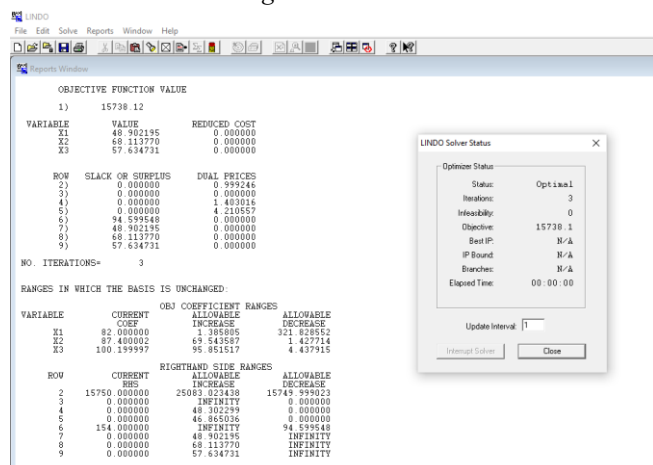 LINDO
File Edit Solve Reports Window Help
Reports Window
OBJECTIVE FUNCTION VALUE
1) 15738.12
VARIABLE VALUE REDUCED COST
X1 48.902195 0.000000
X2 68.113770 0.000000
X3 57.634731 0.000000
ROW SLACK OR SURPLUS DUAL PRICES
2) 0.000000 0.999246
3) 0.000000 0.000000
4) 0.000000 1.403016
5) 0.000000 4.210557
6) 94.599548 0.000000
7) 48.902195 0.000000
8) 68.113770 0.000000
9) 57.634731 0.000000
NO. ITERATIONS= 3
RANGES IN WHICH THE BASIS IS UNCHANGED:
OBJ COEFFICIENT RANGES
VARIABLE CURRENT ALLOWABLE ALLOWABLE
COEF INCREASE DECREASE
X1 82.000000 1.385805 321.828552
X2 87.400002 69.543587 1.427714
X3 100.199997 95.851517 4.437915
RIGHTHAND SIDE RANGES
ROW CURRENT ALLOWABLE ALLOWABLE
RHS INCREASE DECREASE
2 15750.000000 25083.023438 15749.999023
3 0.000000 INFINITY 0.000000
4 0.000000 48.302299 0.000000
5 0.000000 46.865036 0.000000
6 154.000000 INFINITY 94.599548
7 0.000000 48.902195 INFINITY
8 0.000000 68.113770 INFINITY
9 0.000000 57.634731 INFINITY
LINDO Solver Status
Optimizer Status
Status: Optimal
Iterations: 3
Infeasibility: 0
Objective: 15738.1
Best IP: N/A
IP Bound: N/A
Branches: N/A
Elapsed Time: 00:00:00
Update Interval: 1
Interrupt Solver Close